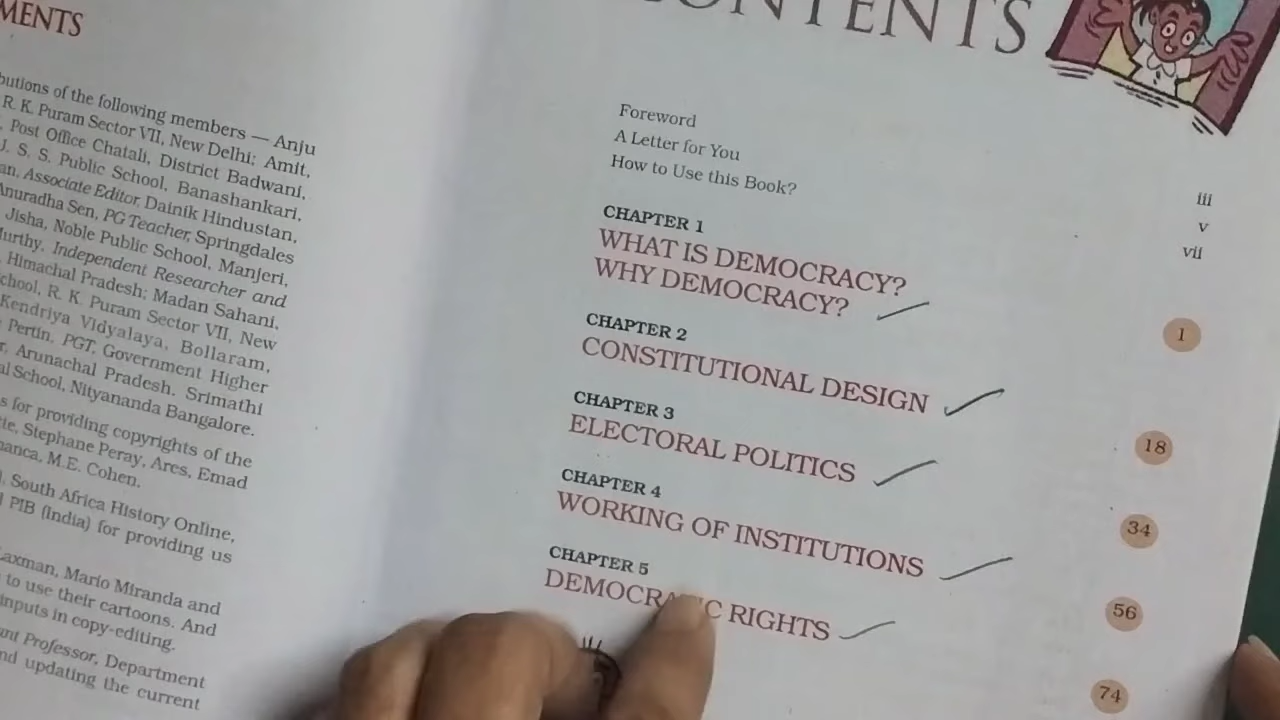 MENTS
butions of the following members — Anju
R. K. Puram Sector VII, New Delhi; Amit,
Post Office Chatali, District Badwani,
J. S. S. Public School, Banashankari,
an, Associate Editor, Dainik Hindustan,
Anuradha Sen, PG Teacher, Springdales
Jisha, Noble Public School, Manjeri,
Murthy, Independent Researcher and
Himachal Pradesh; Madan Sahani,
School, R. K. Puram Sector VII, New
Kendriya Vidyalaya, Bollaram,
Pertin, PGT, Government Higher
r, Arunachal Pradesh. Srimathi
al School, Nityananda Bangalore.
s for providing copyrights of the
tie, Stephane Peray, Ares, Emad
manca, M.E. Cohen.
South Africa History Online,
PIB (India) for providing us
Laxman, Mario Miranda and
to use their cartoons. And
inputs in copy-editing.
ant Professor, Department
nd updating the current
CONTENTS
Foreword iii
A Letter for You v
How to Use this Book? vii
CHAPTER 1
WHAT IS DEMOCRACY?
WHY DEMOCRACY? 1
CHAPTER 2
CONSTITUTIONAL DESIGN 18
CHAPTER 3
ELECTORAL POLITICS 34
CHAPTER 4
WORKING OF INSTITUTIONS 56
CHAPTER 5
DEMOCRATIC RIGHTS 74